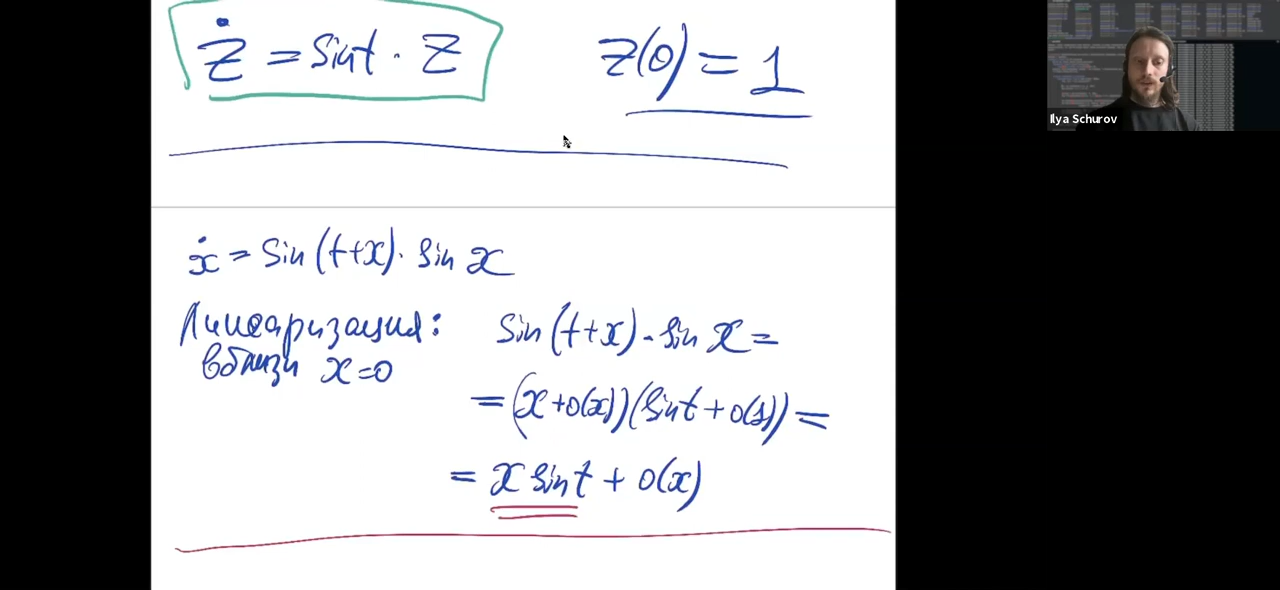 ż = sin t · z z(0) = 1
Ilya Schurov
ẋ = sin(t+x) · sin x
Линеаризация: sin(t+x) · sin x =
вблизи x=0
= (x + o(x))(sin t + o(1)) =
= x sin t + o(x)